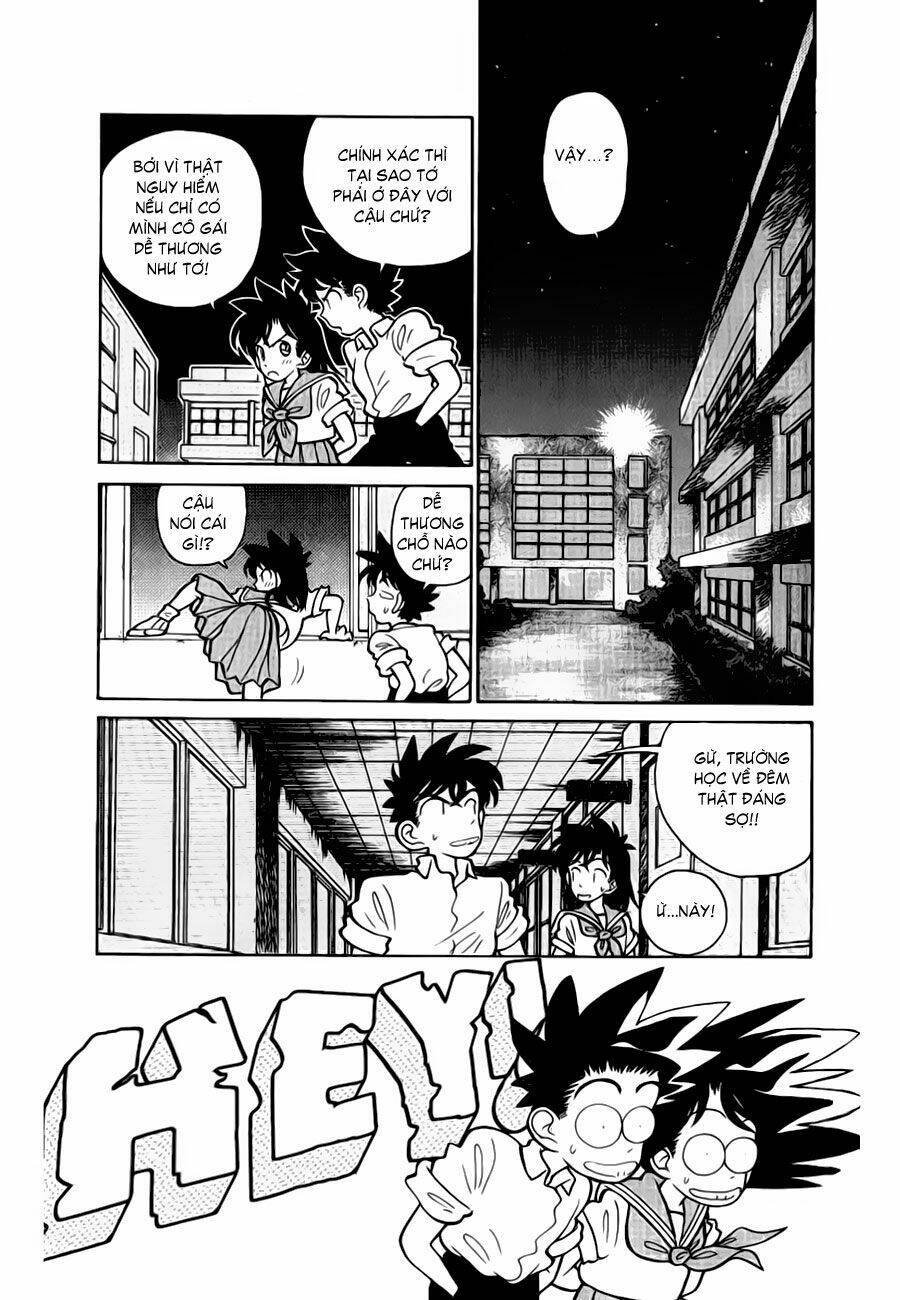 VẬY...?
CHÍNH XÁC THÌ
TẠI SAO TỚ
PHẢI Ở ĐÂY VỚI
CẬU CHỨ?
BỞI VÌ THẬT
NGUY HIỂM
NẾU CHỈ CÓ
MÌNH CÔ GÁI
DỄ THƯƠNG
NHƯ TỚ!
DỄ
THƯƠNG
CHỖ NÀO
CHỨ?
CẬU
NÓI CÁI
GÌ!?
GỪ, TRƯỜNG
HỌC VỀ ĐÊM
THẬT ĐÁNG
SỢ!!
Ừ...NÀY!
HEY!